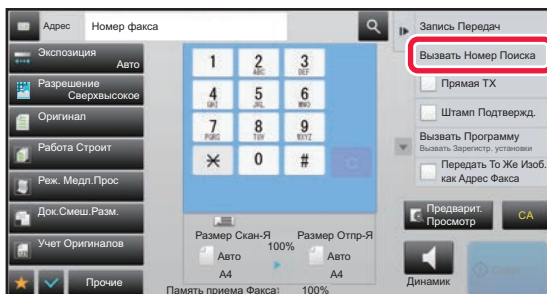 Адрес
Номер факса
Экспозиция
Авто
Разрешение
Сверхвысокое
Оригинал
Работа Строит
Реж. Медл.Прос
Док.Смеш.Разм.
Учет Оригиналов
Прочие
1
2
ABC
3
DEF
4
GHI
5
JKL
6
MNO
7
PQRS
8
TUV
9
WXYZ
0
#
C
Размер Скан-Я
100%
Размер Отпр-Я
Авто
A4
Авто
A4
Память приема Факса:
100%
Запись Передач
Вызвать Номер Поиска
Прямая TX
Штамп Подтвержд.
Вызвать Программу
Вызвать Зарегистр. установки
Передать То Же Изоб.
как Адрес Факса
Предварит.
Просмотр
CA
Динамик